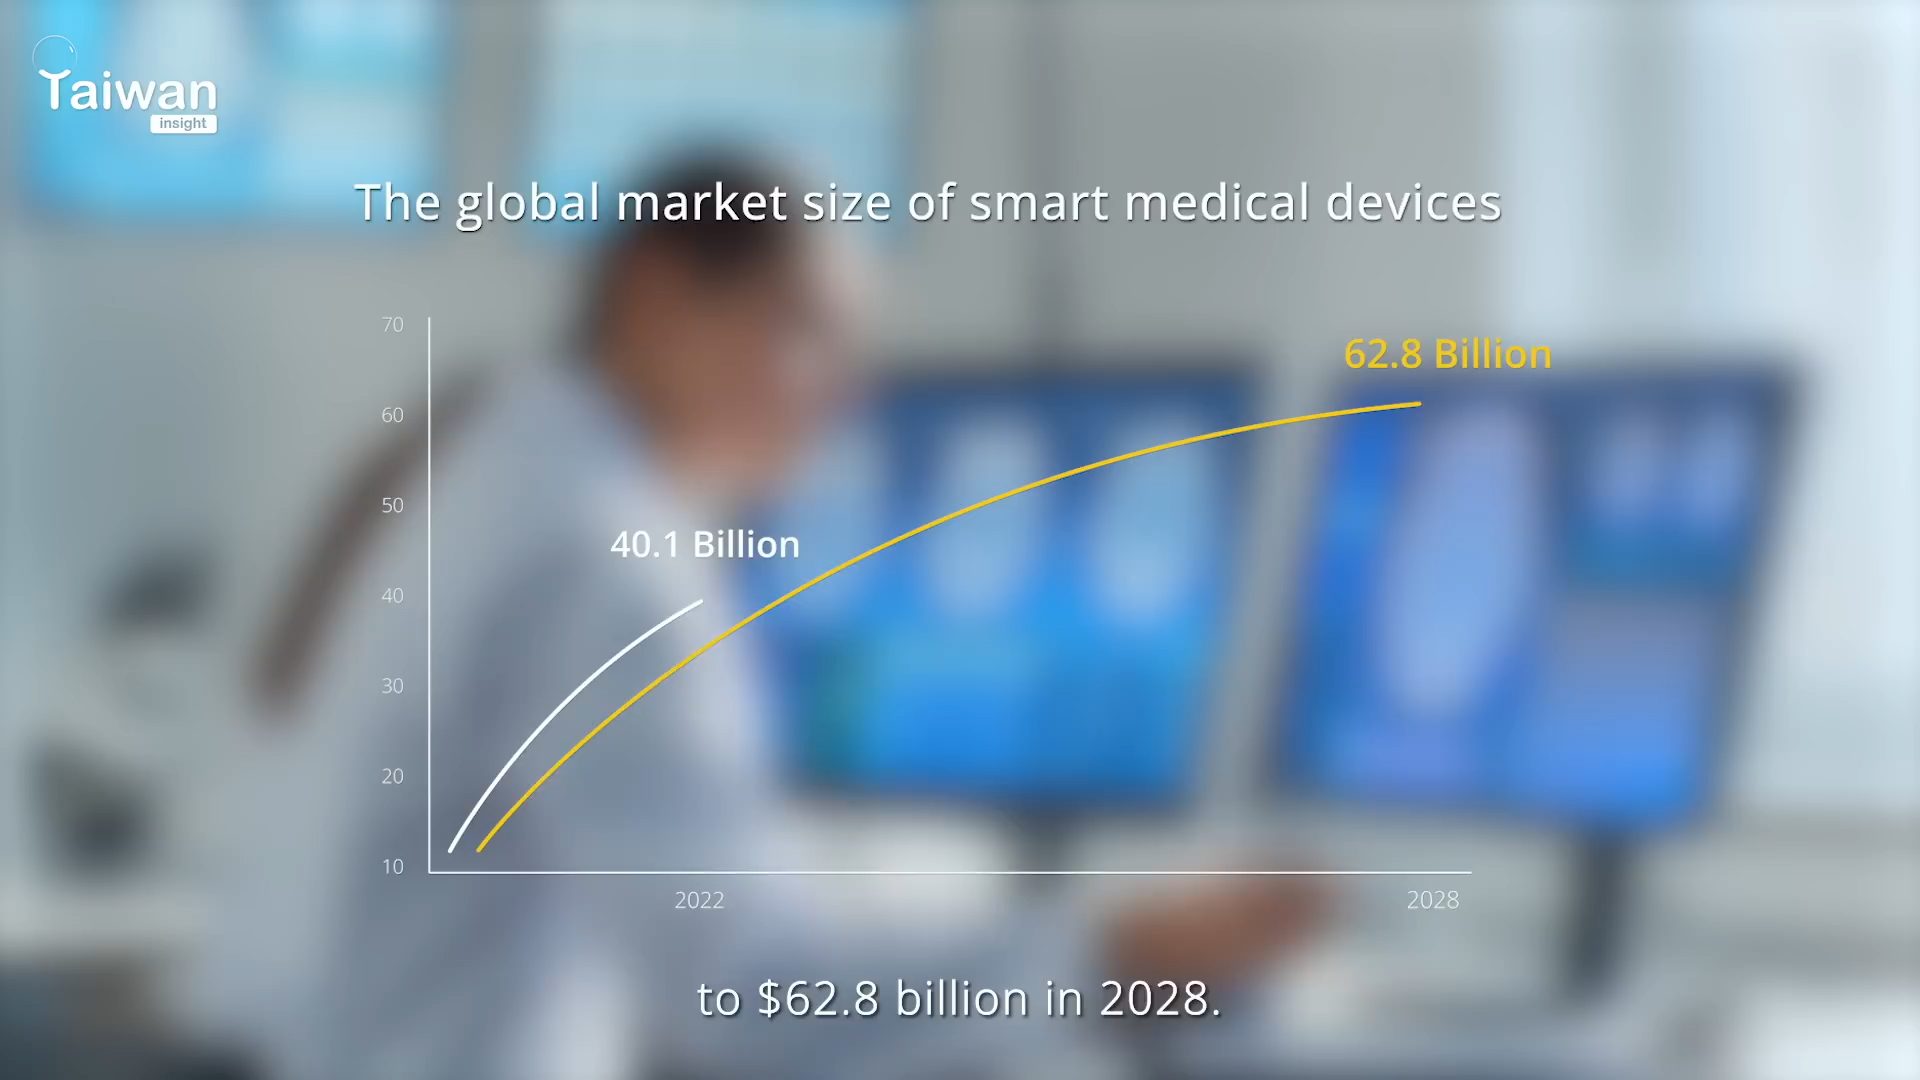 Taiwan
insight
The global market size of smart medical devices
70
62.8 Billion
60
50
40.1 Billion
40
30
20
10
2022
2028
to $62.8 billion in 2028.